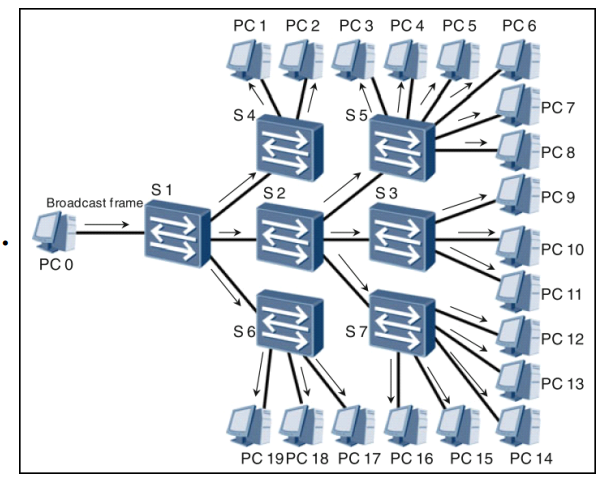 PC 1 PC 2 PC 3 PC 4 PC 5 PC 6
S 4 S 5
PC 7
PC 8
S 1 S 2 S 3
PC 9
Broadcast frame
PC 10
PC 0
PC 11
S 6 S 7
PC 12
PC 13
PC 19 PC 18 PC 17 PC 16 PC 15 PC 14